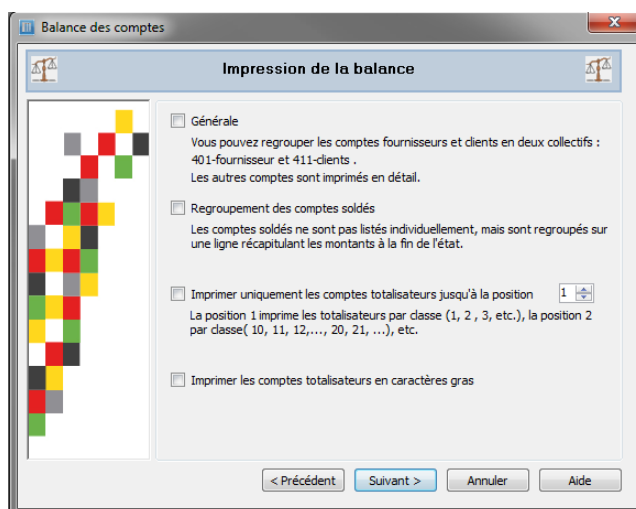 Balance des comptes
Impression de la balance
Générale
Vous pouvez regrouper les comptes fournisseurs et clients en deux collectifs :
401-fournisseur et 411-clients .
Les autres comptes sont imprimés en détail.
Regroupement des comptes soldés
Les comptes soldés ne sont pas listés individuellement, mais sont regroupés sur
une ligne récapitulant les montants à la fin de l'état.
Imprimer uniquement les comptes totalisateurs jusqu'à la position 1
La position 1 imprime les totalisateurs par classe (1, 2 , 3, etc.), la position 2
par classe( 10, 11, 12,..., 20, 21, ...), etc.
Imprimer les comptes totalisateurs en caractères gras
< Précédent Suivant > Annuler Aide